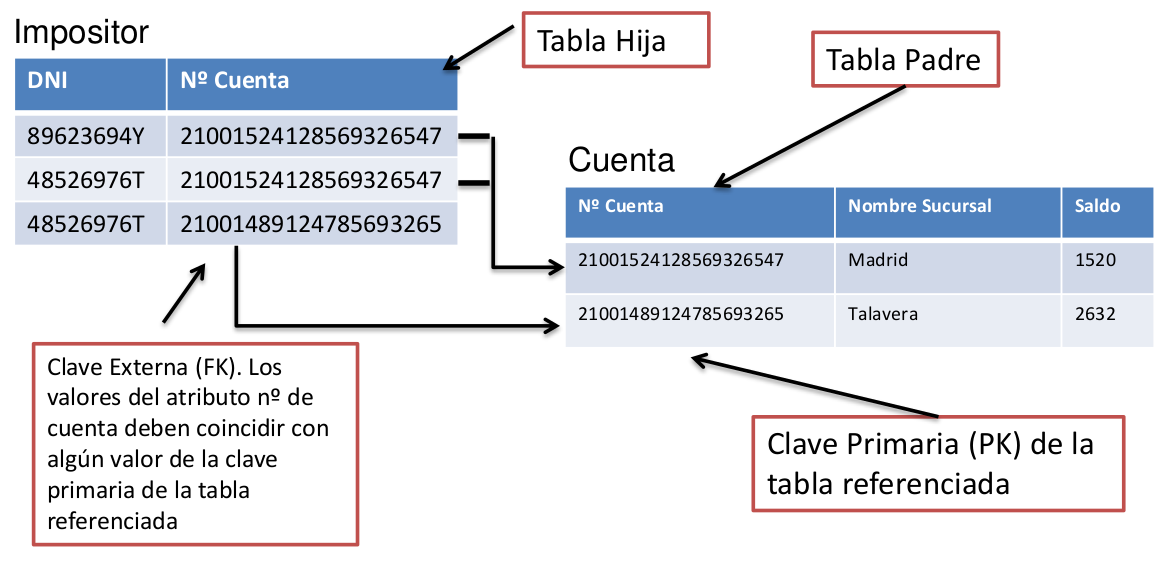 Impositor
Tabla Hija
Tabla Padre
DNI Nº Cuenta
89623694Y 21001524128569326547
48526976T 21001524128569326547
48526976T 21001489124785693265
Cuenta
Nº Cuenta Nombre Sucursal Saldo
21001524128569326547 Madrid 1520
21001489124785693265 Talavera 2632
Clave Externa (FK). Los
valores del atributo nº de
cuenta deben coincidir con
algún valor de la clave
primaria de la tabla
referenciada
Clave Primaria (PK) de la
tabla referenciada